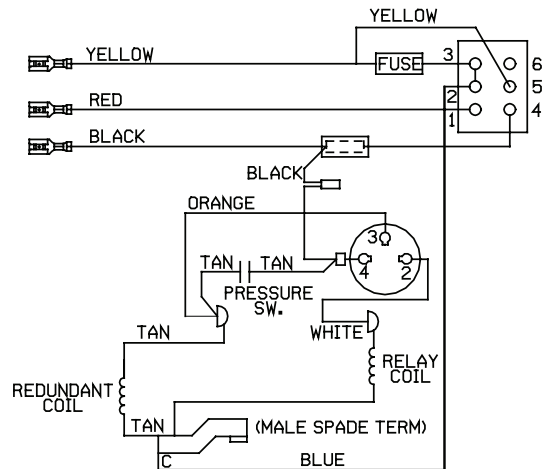 YELLOW
YELLOW
FUSE
3
6
RED
2
5
1
4
BLACK
BLACK
ORANGE
3
TAN
TAN
4
2
PRESSURE
SW.
WHITE
TAN
RELAY
COIL
REDUNDANT
COIL
TAN
(MALE SPADE TERM)
C
BLUE